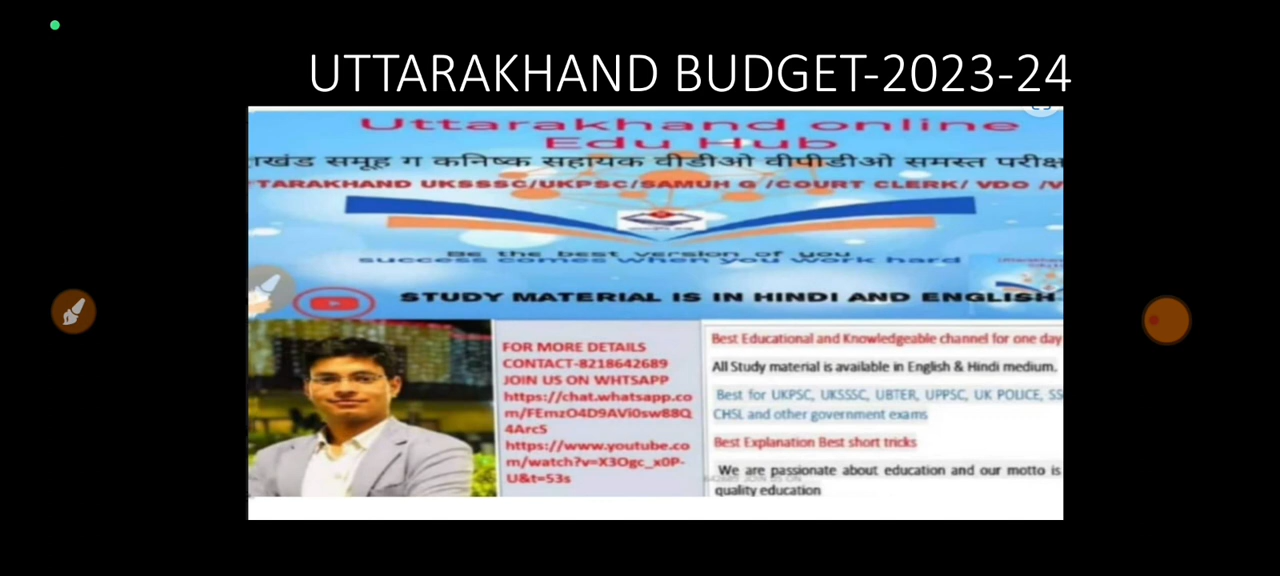 UTTARAKHAND BUDGET-2023-24
Uttarakhand online
Edu Hub
ाखंड समूह ग कनिष्क सहायक वीडीओ वीपीडीओ समस्त परीक्ष
TARAKHAND UKSSSC/UKPSC/SAMUH G /COURT CLERK/ VDO /V
Be the best version of you
success comes when you work hard
STUDY MATERIAL IS IN HINDI AND ENGLISH
FOR MORE DETAILS
CONTACT-8218642689
JOIN US ON WHTSAPP
https://chat.whatsapp.co
m/FEmzO4D9AVi0sw88Q
4Arc5
https://www.youtube.co
m/watch?v=X3Ogc_x0P-
U&t=53s
Best Educational and Knowledgeable channel for one day
All Study material is available in English & Hindi medium.
Best for UKPSC, UKSSSC, UBTER, UPPSC, UK POLICE, SS
CHSL and other government exams
Best Explanation Best short tricks
We are passionate about education and our motto is
quality education
JOIN US ON